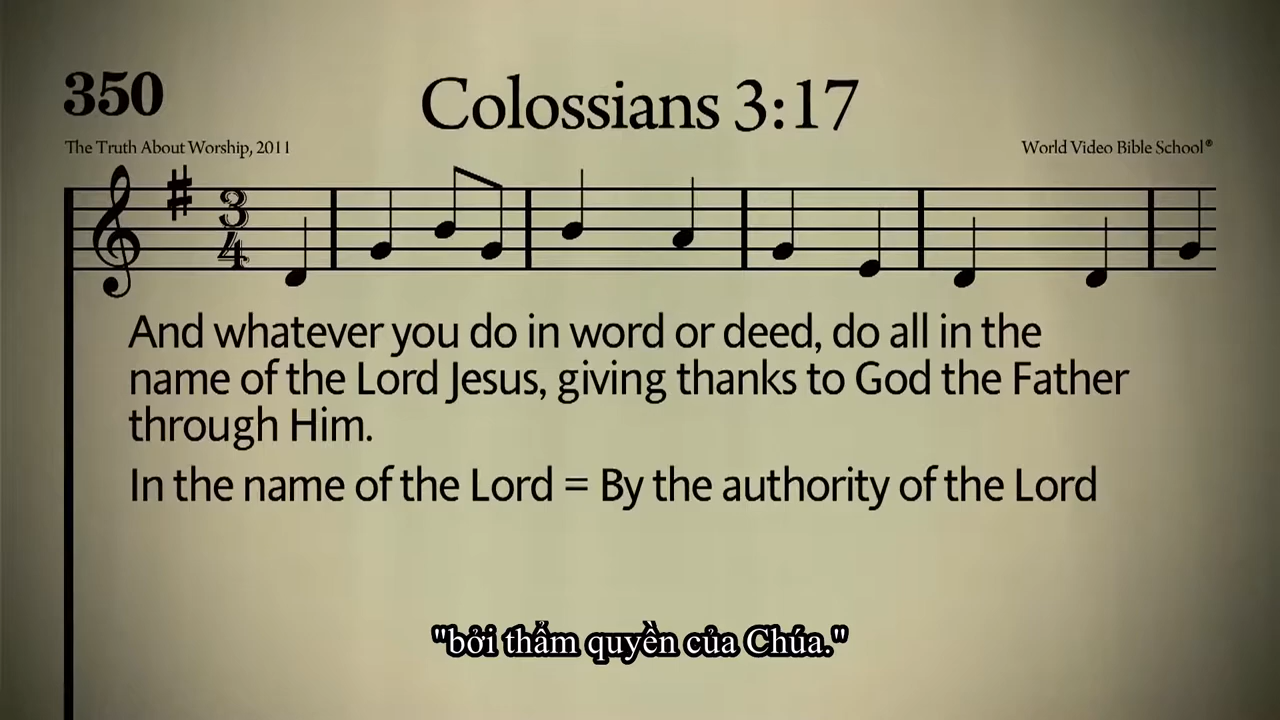 350
Colossians 3:17
The Truth About Worship, 2011
World Video Bible School®
3
4
And whatever you do in word or deed, do all in the
name of the Lord Jesus, giving thanks to God the Father
through Him.
In the name of the Lord = By the authority of the Lord
"bởi thẩm quyền của Chúa."